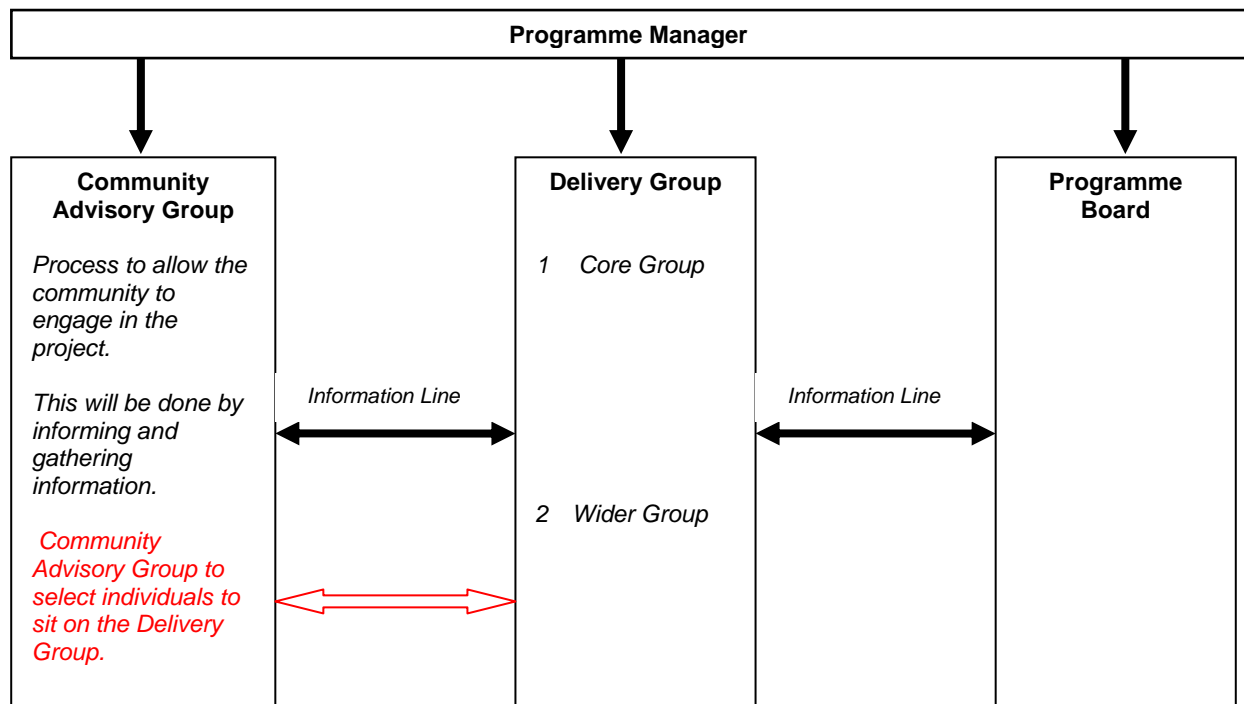 Programme Manager
Community
Advisory Group
Process to allow the
community to
engage in the
project.
This will be done by
informing and
gathering
information.
Community
Advisory Group to
select individuals to
sit on the Delivery
Group.
Information Line
Delivery Group
1 Core Group
2 Wider Group
Information Line
Programme
Board